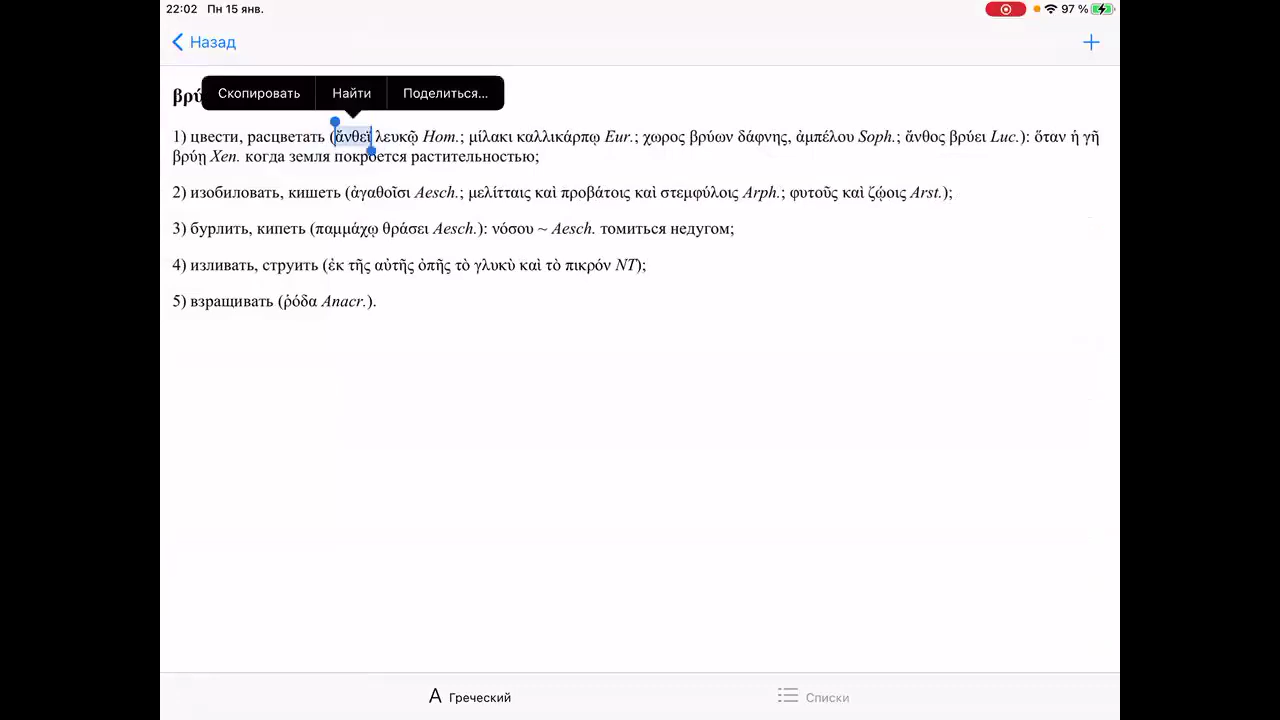 22:02 Пн 15 янв. 97 %
Назад
βρύ
Скопировать Найти Поделиться...
1) цвести, расцветать (ἄνθεϊ λευκῷ Hom.; μίλακι καλλικάρπῳ Eur.; χωρος βρύων δάφνης, ἀμπέλου Soph.; ἄνθος βρύει Luc.): ὅταν ἡ γῆ
βρύῃ Xen. когда земля покроется растительностью;
2) изобиловать, кишеть (ἀγαθοῖσι Aesch.; μελίτταις καὶ προβάτοις καὶ στεμφύλοις Arph.; φυτοῦς καὶ ζῴοις Arst.);
3) бурлить, кипеть (παμμάχῳ θράσει Aesch.): νόσου ~ Aesch. томиться недугом;
4) изливать, струить (ἐκ τῆς αὐτῆς ὀπῆς τὸ γλυκὺ καὶ τὸ πικρόν NT);
5) взращивать (ῥόδα Anacr.).
A Греческий Списки